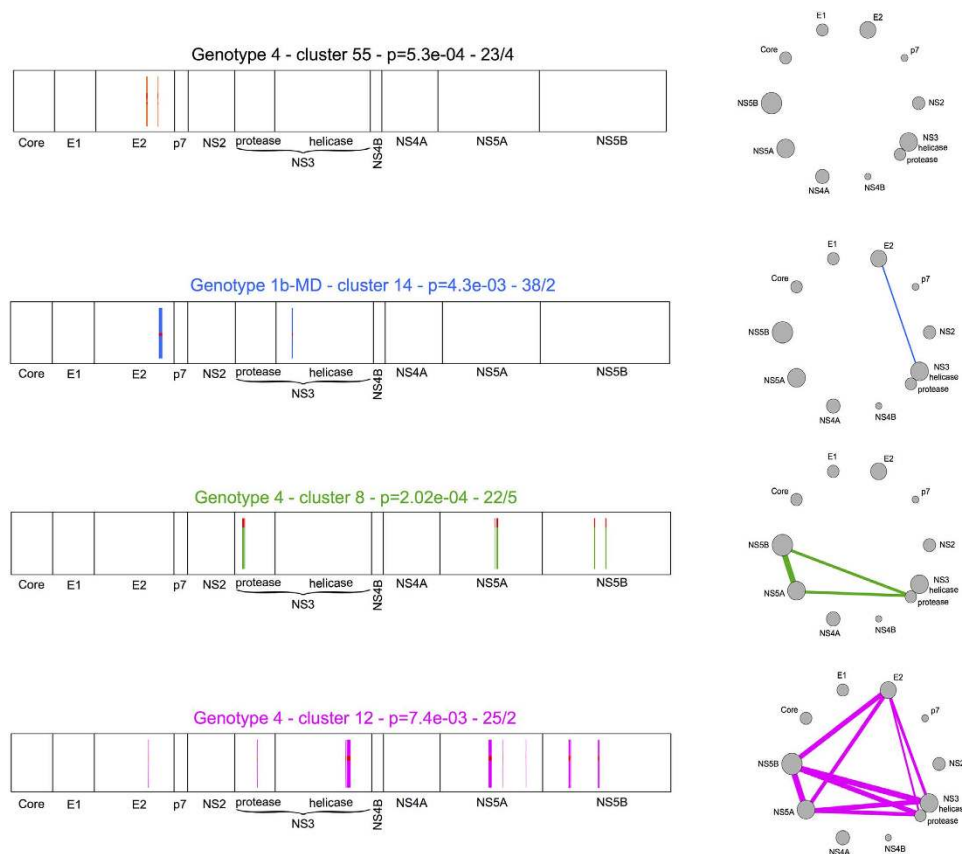 Genotype 4 - cluster 55 - p=5.3e-04 - 23/4
Core E1 E2 p7 NS2 protease helicase NS4B NS4A NS5A NS5B
NS3
E1
E2
Core
p7
NS5B
NS2
NS3
helicase
protease
NS5A
NS4A
NS4B
Genotype 1b-MD - cluster 14 - p=4.3e-03 - 38/2
Core E1 E2 p7 NS2 protease helicase NS4B NS4A NS5A NS5B
NS3
E1
E2
Core
p7
NS5B
NS2
NS3
helicase
protease
NS5A
NS4A
NS4B
Genotype 4 - cluster 8 - p=2.02e-04 - 22/5
Core E1 E2 p7 NS2 protease helicase NS4B NS4A NS5A NS5B
NS3
E1
E2
Core
p7
NS5B
NS2
NS3
helicase
protease
NS5A
NS4A
NS4B
Genotype 4 - cluster 12 - p=7.4e-03 - 25/2
Core E1 E2 p7 NS2 protease helicase NS4B NS4A NS5A NS5B
NS3
E1
E2
Core
p7
NS5B
NS2
NS3
helicase
protease
NS5A
NS4A
NS4B